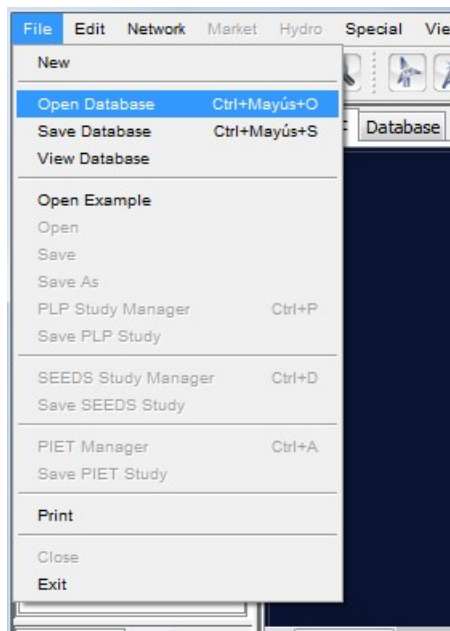 File Edit Network Market Hydro Special
New
Open Database Ctrl+Mayús+O
Database
Save Database Ctrl+Mayús+S
View Database
Open Example
Open
Save
Save As
PLP Study Manager Ctrl+P
Save PLP Study
SEEDS Study Manager Ctrl+D
Save SEEDS Study
PIET Manager Ctrl+A
Save PIET Study
Print
Close
Exit